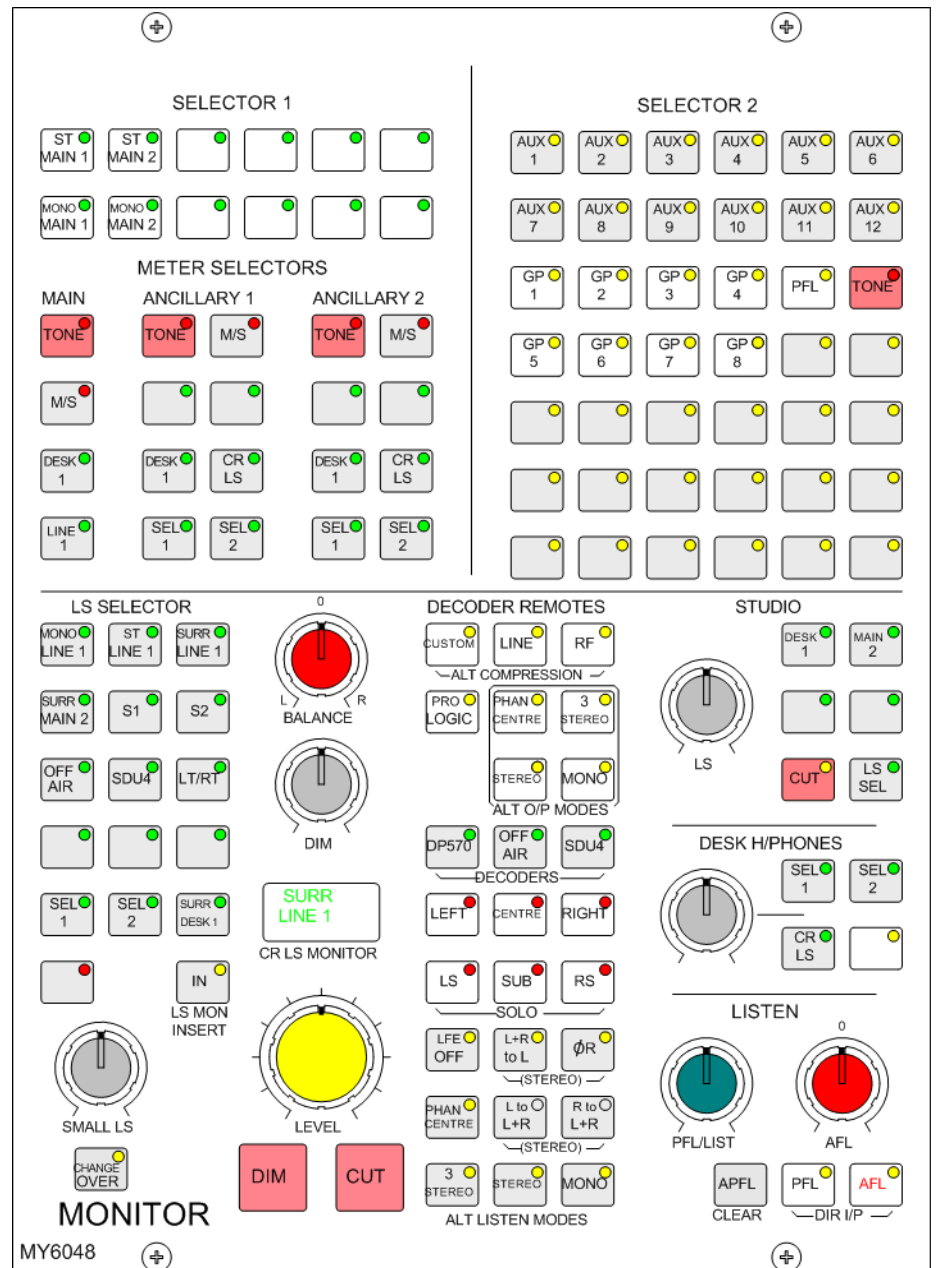 SELECTOR 1
ST
MAIN 1
ST
MAIN 2
MONO
MAIN 1
MONO
MAIN 2
SELECTOR 2
AUX
1
AUX
2
AUX
3
AUX
4
AUX
5
AUX
6
AUX
7
AUX
8
AUX
9
AUX
10
AUX
11
AUX
12
GP
1
GP
2
GP
3
GP
4
PFL
TONE
GP
5
GP
6
GP
7
GP
8
METER SELECTORS
MAIN
ANCILLARY 1
ANCILLARY 2
TONE
TONE
M/S
TONE
M/S
M/S
DESK
1
DESK
1
CR
LS
DESK
1
CR
LS
LINE
1
SEL
1
SEL
2
SEL
1
SEL
2
LS SELECTOR
MONO
LINE 1
ST
LINE 1
SURR
LINE 1
SURR
MAIN 2
S1
S2
OFF
AIR
SDU4
LT/RT
SEL
1
SEL
2
SURR
DESK 1
IN
LS MON
INSERT
SMALL LS
CHANGE
OVER
MONITOR
MY6048
0
L
R
BALANCE
DIM
SURR
LINE 1
CR LS MONITOR
LEVEL
DIM
CUT
DECODER REMOTES
CUSTOM
LINE
RF
ALT COMPRESSION
PRO
LOGIC
PHAN
CENTRE
3
STEREO
STEREO
MONO
ALT O/P MODES
DP570
OFF
AIR
SDU4
DECODERS
LEFT
CENTRE
RIGHT
LS
SUB
RS
SOLO
LFE
OFF
L+R
to L
ϕR
(STEREO)
PHAN
CENTRE
L to
L+R
R to
L+R
(STEREO)
3
STEREO
STEREO
MONO
ALT LISTEN MODES
STUDIO
DESK
1
MAIN
2
LS
CUT
LS
SEL
DESK H/PHONES
SEL
1
SEL
2
CR
LS
LISTEN
0
PFL/LIST
AFL
APFL
PFL
AFL
CLEAR
DIR I/P